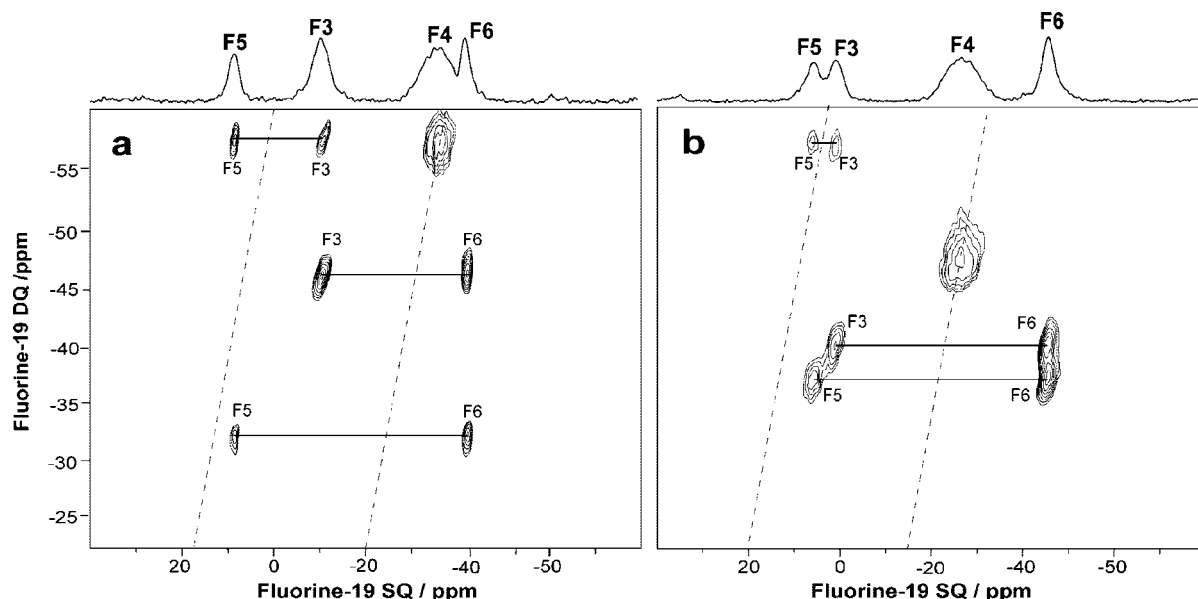 F5 F3 F4 F6
F5 F3 F4 F6
a
b
F5 F3
F5 F3
F3 F6
F3 F6
F5 F6
F5 F6
Fluorine-19 DQ /ppm
-55
-50
-45
-40
-35
-30
-25
20 0 -20 -40 -50
20 0 -20 -40 -50
Fluorine-19 SQ / ppm
Fluorine-19 SQ / ppm